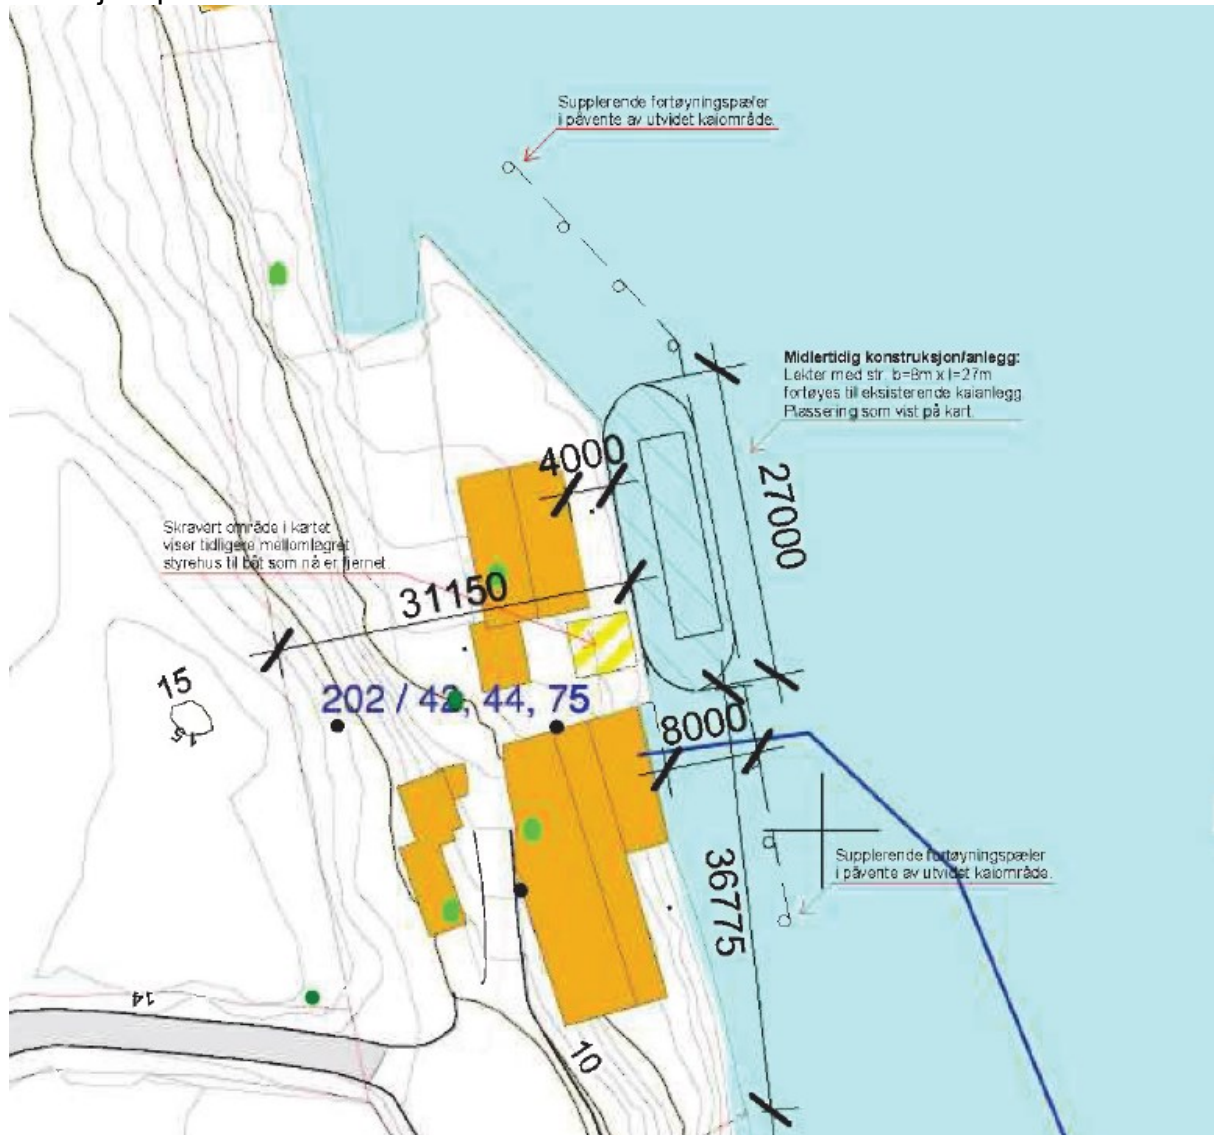 Supplerende fortøyningspæler
i påvente av utvidet kaiområde.
Midlertidig konstruksjon/anlegg:
Lekter med str. b=8m x l=27m
fortøyes til eksisterende kaianlegg.
Plassering som vist på kart.
4000
27000
Skravert område i kartet
viser tidligere mellomlagret
styrehus til båt som nå er fjernet.
31150
15
202 / 42, 44, 75
8000
Supplerende fortøyningspæler
i påvente av utvidet kaiområde.
36775
14
10